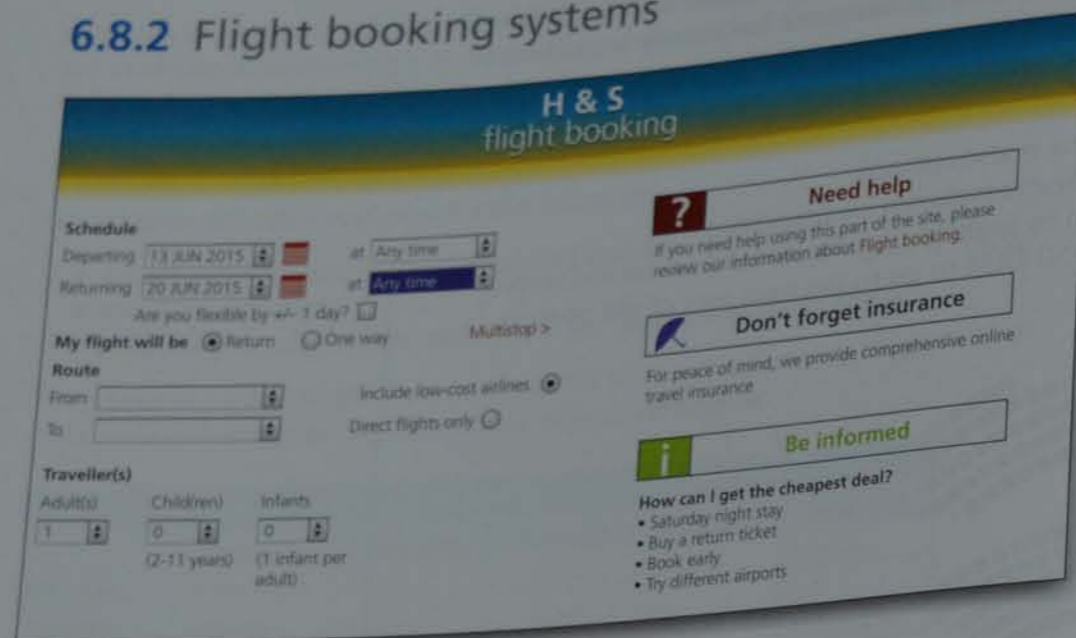 6.8.2 Flight booking systems
H & S
flight booking
Schedule
Departing 13 JUN 2015 at Any time
Returning 20 JUN 2015 at Any time
Are you flexible by +/- 1 day?
My flight will be Return One way Multistop >
Route
From Include low-cost airlines
To Direct flights only
Traveller(s)
Adult(s) Child(ren) Infants
1 0 0
(2-11 years) (1 infant per
adult)
? Need help
If you need help using this part of the site, please
review our information about Flight booking.
Don't forget insurance
For peace of mind, we provide comprehensive online
travel insurance
i Be informed
How can I get the cheapest deal?
• Saturday night stay
• Buy a return ticket
• Book early
• Try different airports